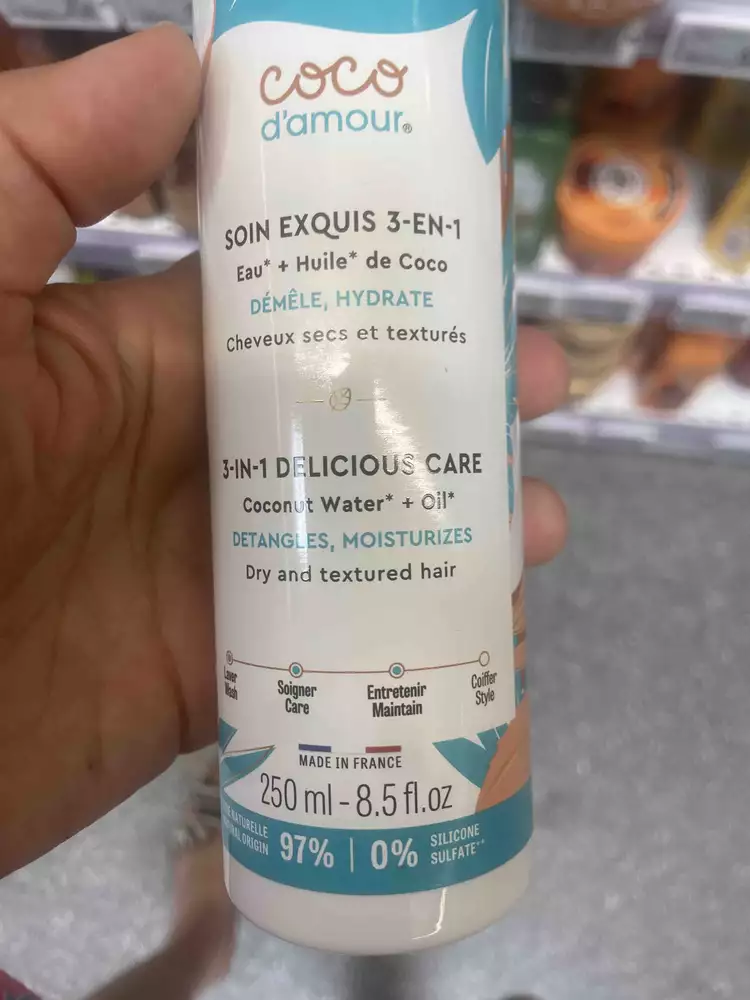 coco
d'amour®
SOIN EXQUIS 3-EN-1
Eau* + Huile* de Coco
DÉMÊLE, HYDRATE
Cheveux secs et texturés
3-IN-1 DELICIOUS CARE
Coconut Water* + Oil*
DETANGLES, MOISTURIZES
Dry and textured hair
Laver
Wash
Soigner
Care
Entretenir
Maintain
Coiffer
Style
MADE IN FRANCE
250 ml - 8.5 fl.oz
NATURELLE
ORIGIN
97% | 0%
SILICONE
SULFATE**